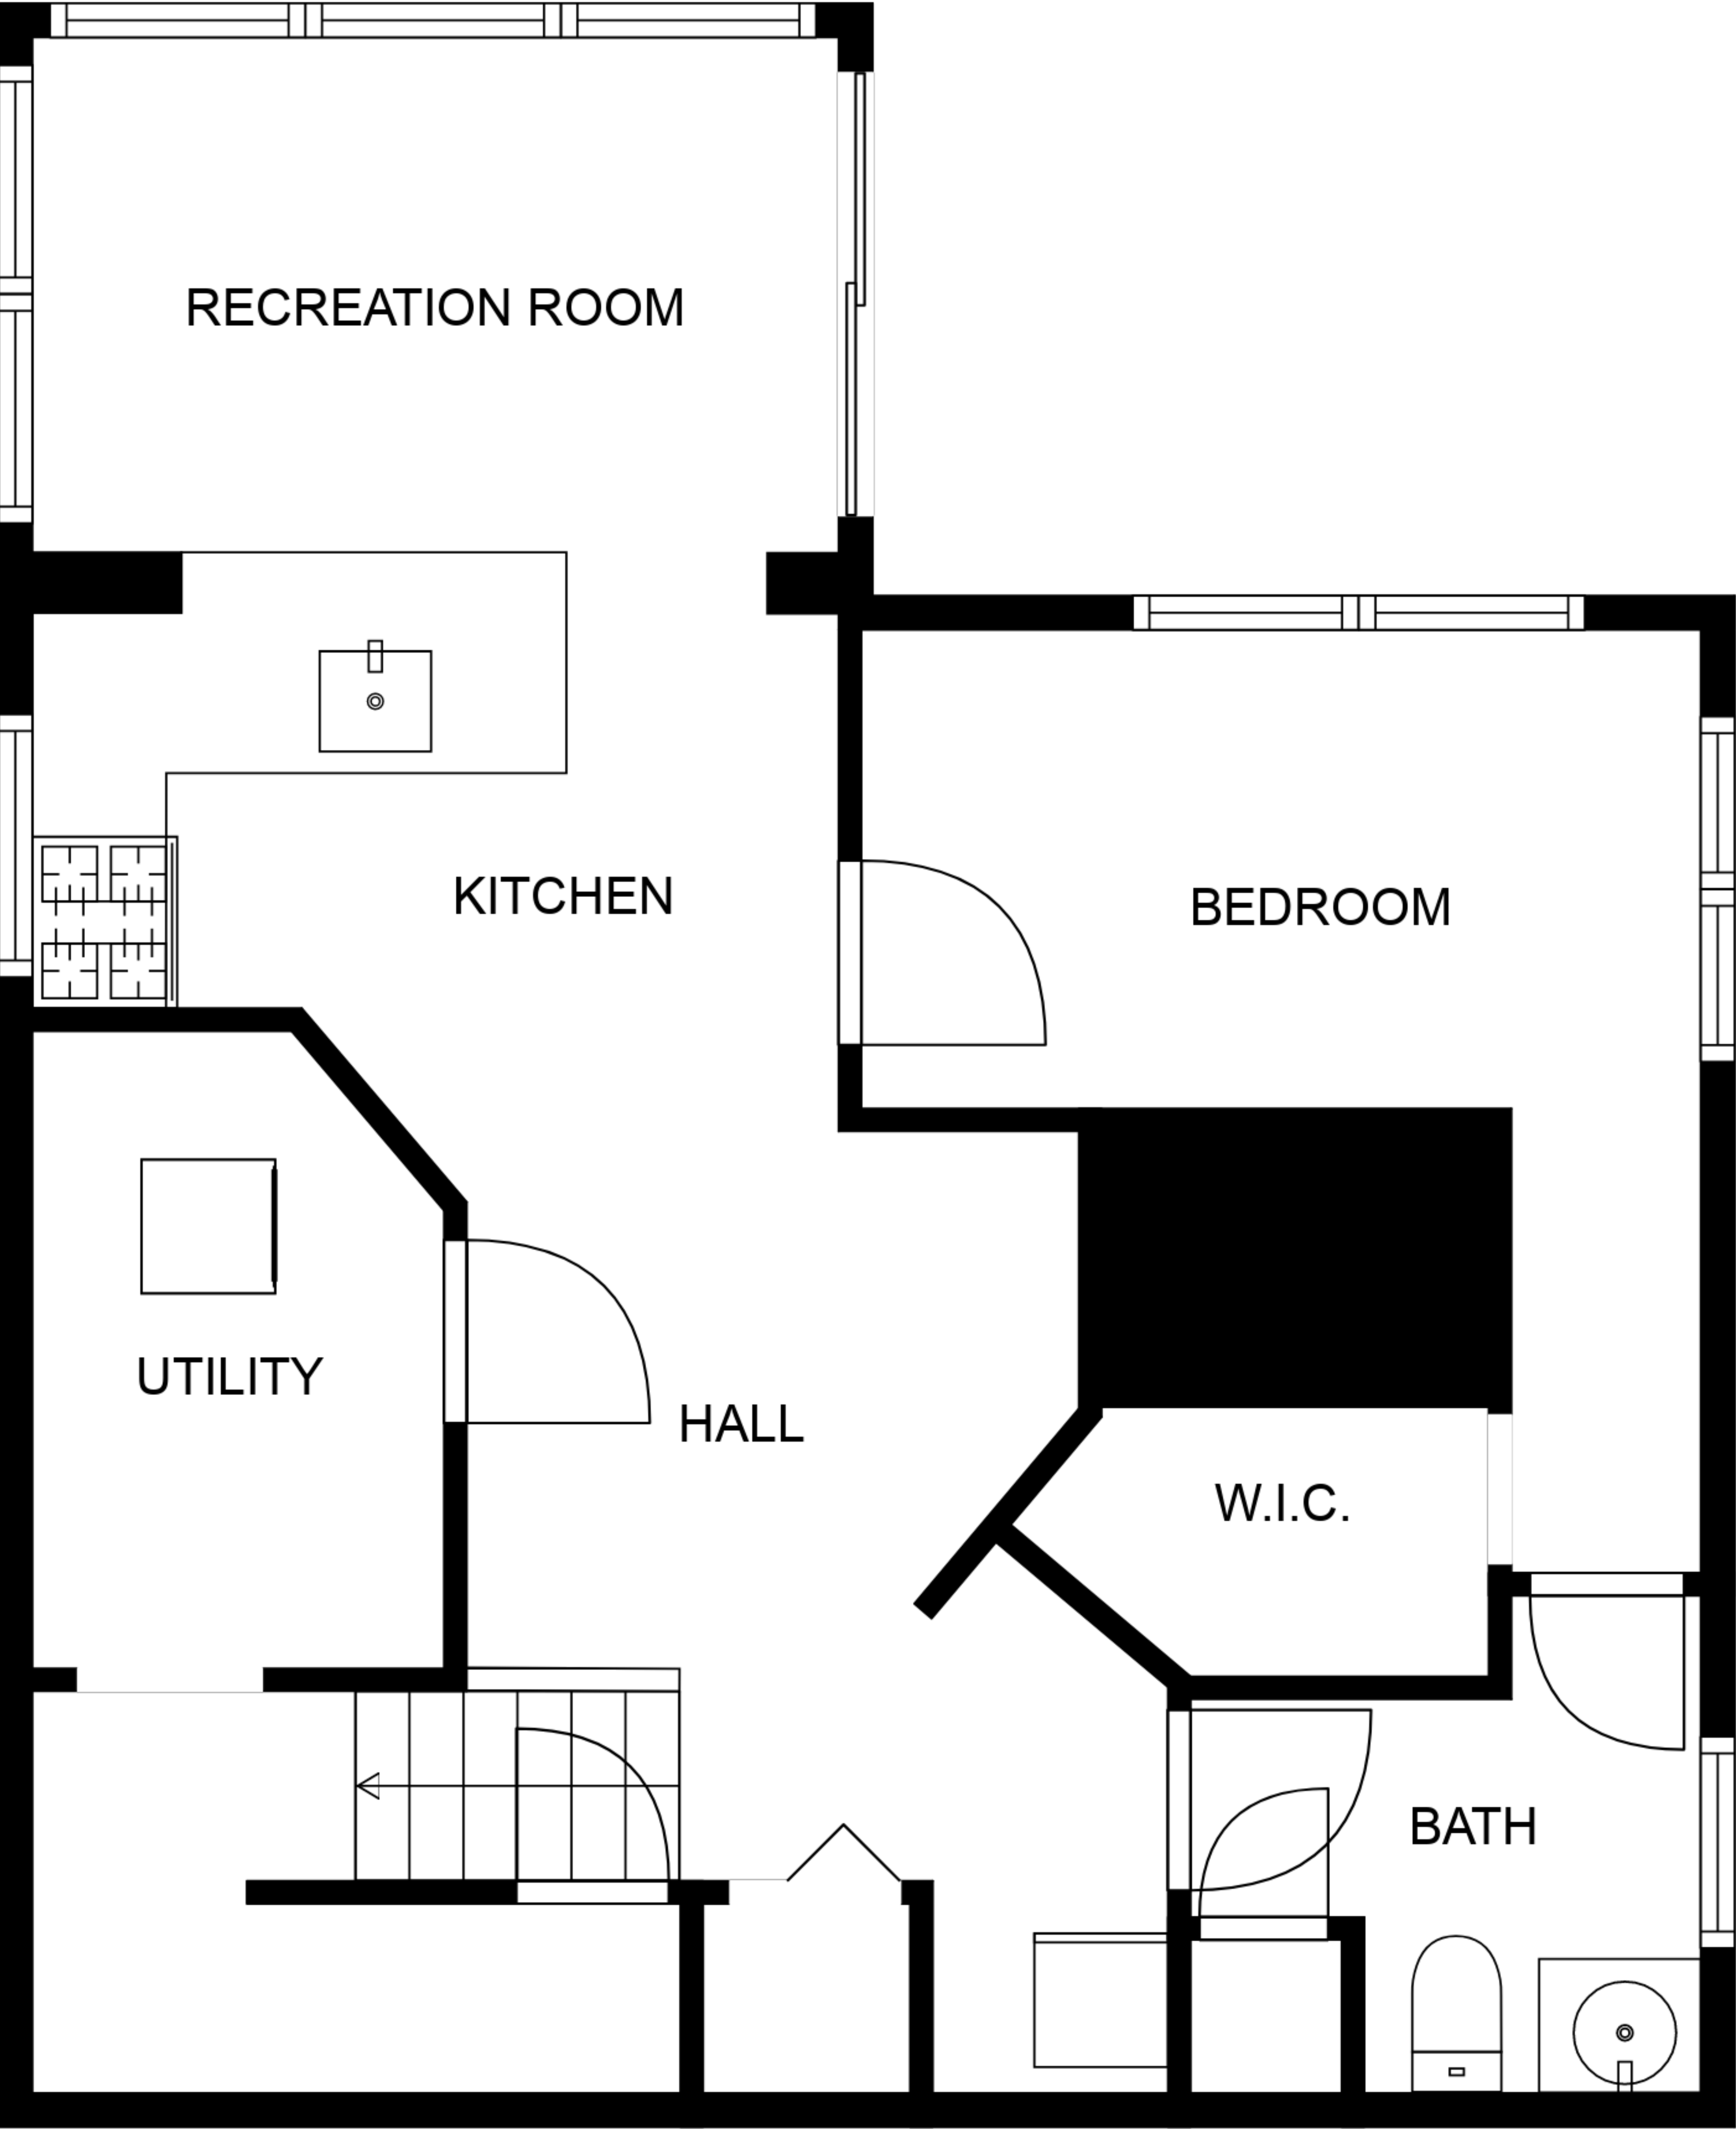 RECREATION ROOM
KITCHEN
BEDROOM
UTILITY
HALL
W.I.C.
BATH